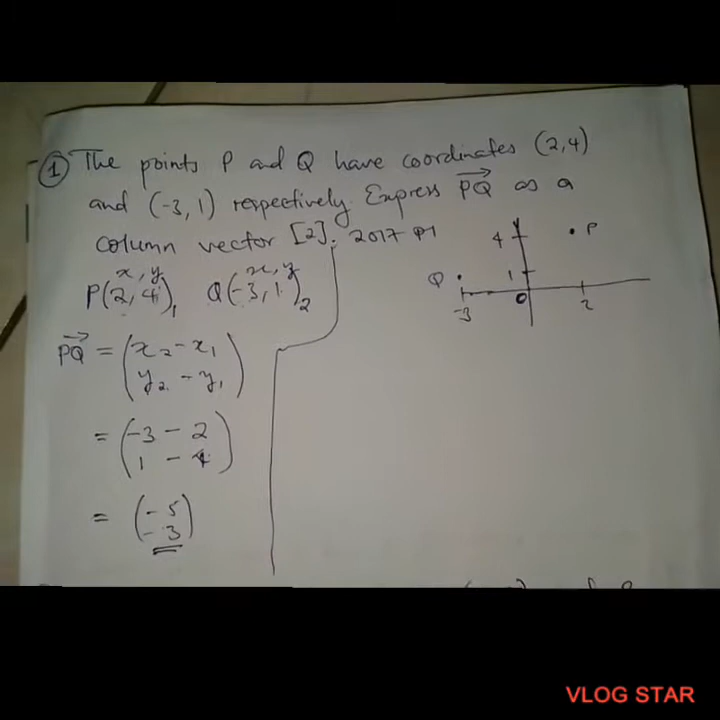 ① The points P and Q have coordinates (2,4)
and (-3, 1) respectively Express PQ→ as a
column vector [2]. 2017 P1
x, y
P(2, 4)₁
x, y
Q(-3, 1)₂
PQ→ = (x₂ - x₁
y₂ - y₁)
= (-3 - 2
1 - 4)
= (-5
-3)
y
4
P
Q
1
-3
0
2
VLOG STAR